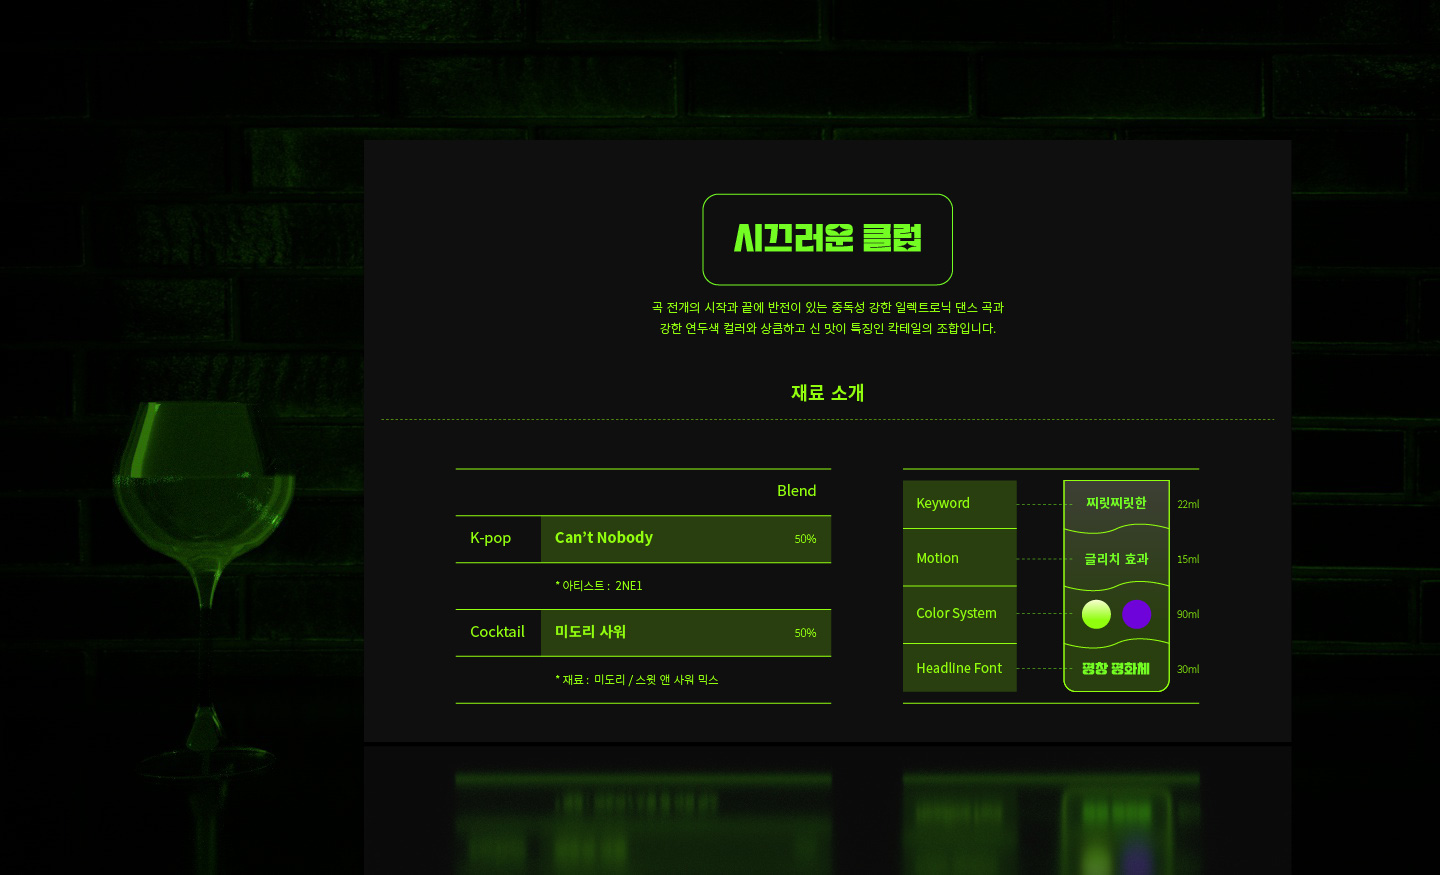 시끄러운 클럽
곡 전개의 시작과 끝에 반전이 있는 중독성 강한 일렉트로닉 댄스 곡과
강한 연두색 컬러와 상큼하고 신 맛이 특징인 칵테일의 조합입니다.
재료 소개
Blend
K-pop Can't Nobody 50%
* 아티스트 : 2NE1
Cocktail 미도리 사워 50%
* 재료 : 미도리 / 스윗 앤 사워 믹스
Keyword 찌릿찌릿한 22ml
Motion 글리치 효과 15ml
Color System 90ml
Headline Font 평창 평화체 30ml